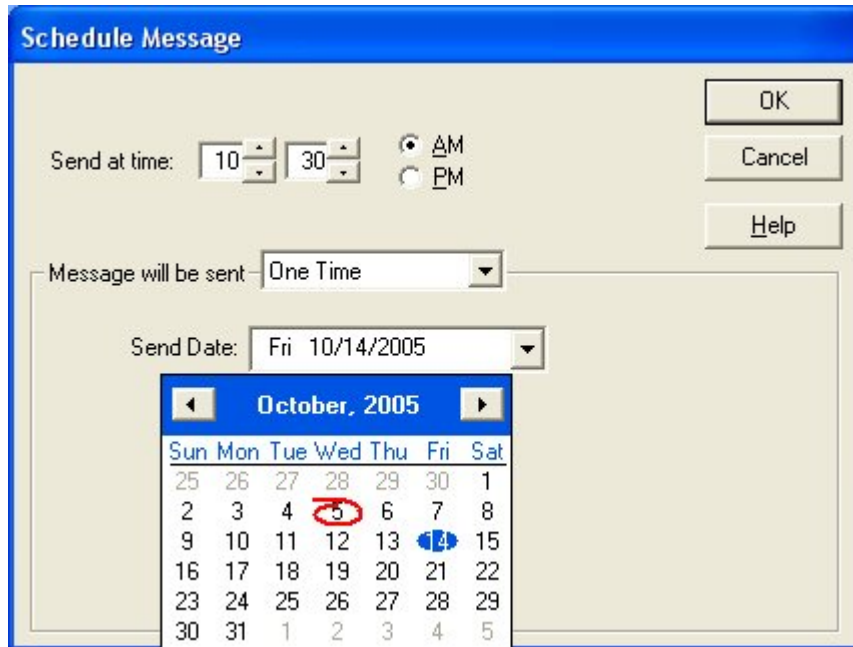 Schedule Message
OK
Send at time: 10 30 AM
PM
Cancel
Help
Message will be sent One Time
Send Date: Fri 10/14/2005
October, 2005
Sun Mon Tue Wed Thu Fri Sat
25 26 27 28 29 30 1
2 3 4 5 6 7 8
9 10 11 12 13 14 15
16 17 18 19 20 21 22
23 24 25 26 27 28 29
30 31 1 2 3 4 5